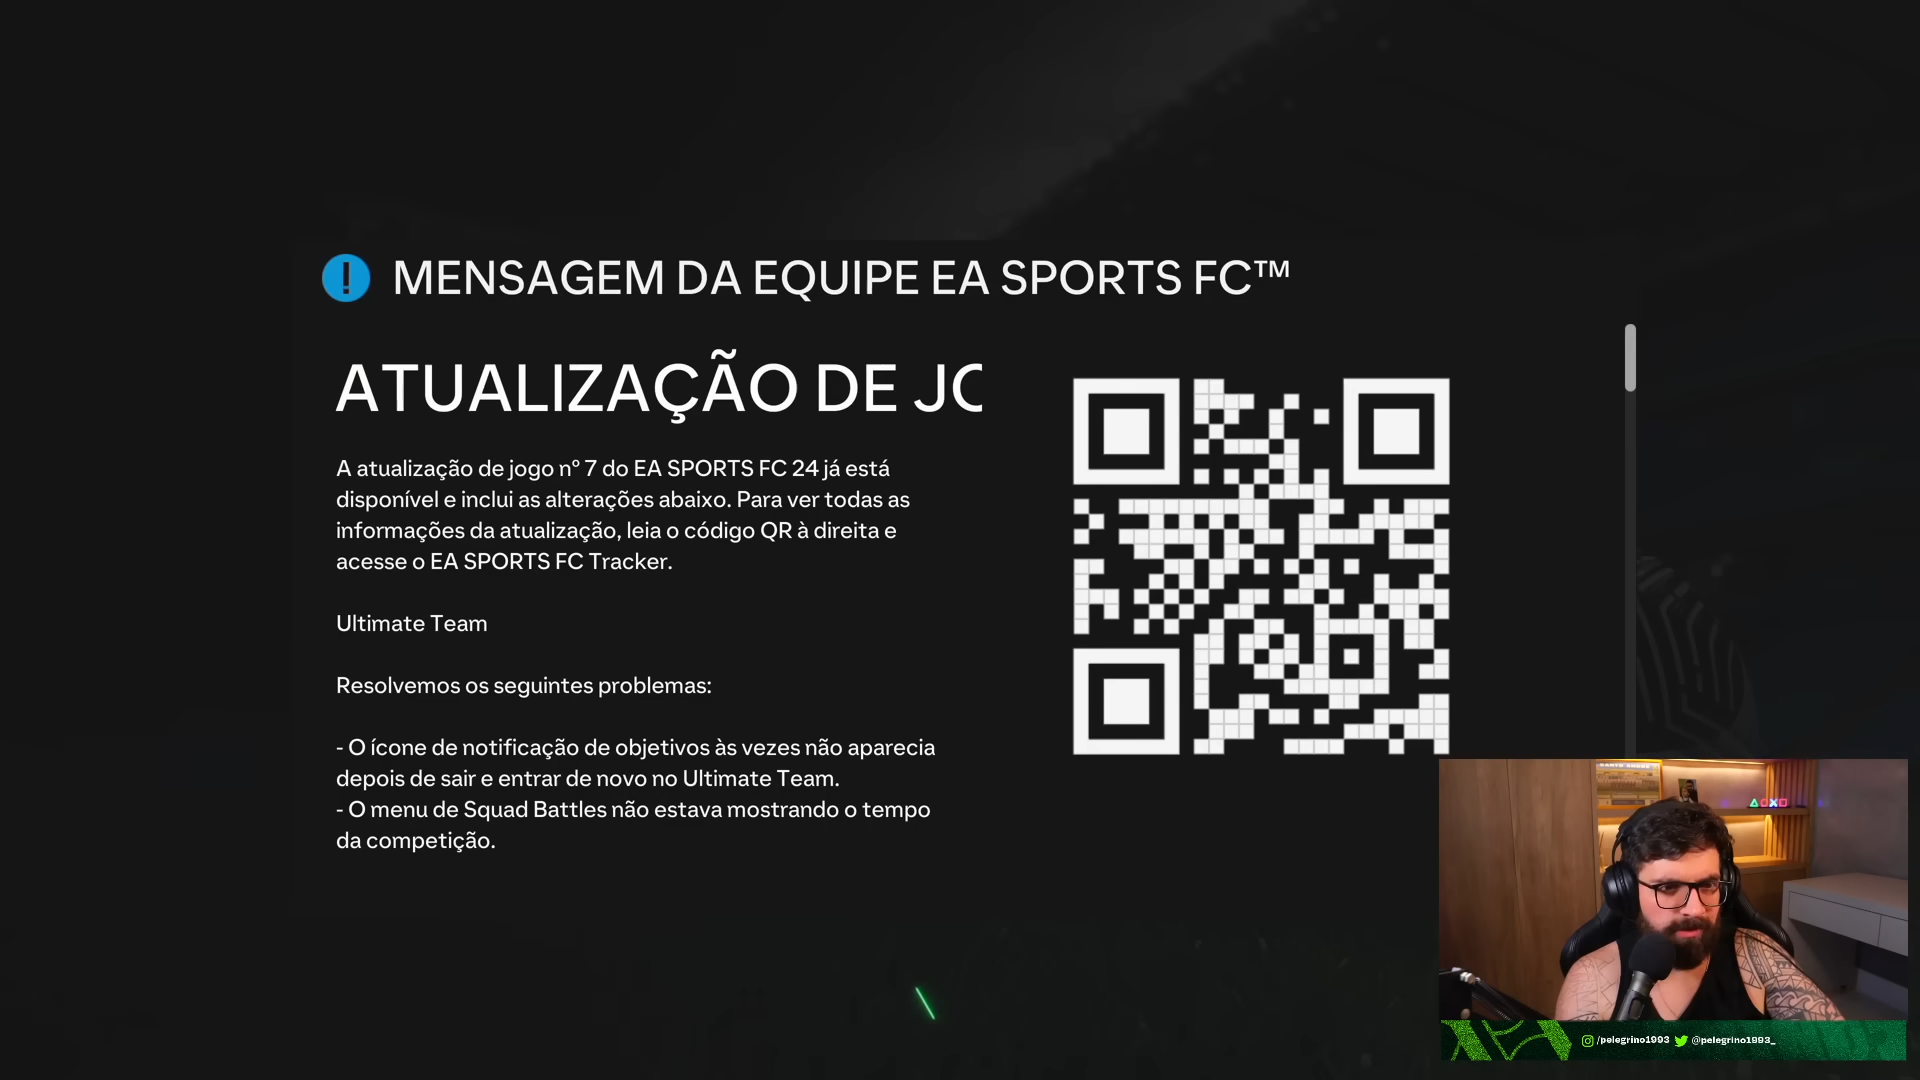 MENSAGEM DA EQUIPE EA SPORTS FC™
ATUALIZAÇÃO DE JO
A atualização de jogo nº 7 do EA SPORTS FC 24 já está
disponível e inclui as alterações abaixo. Para ver todas as
informações da atualização, leia o código QR à direita e
acesse o EA SPORTS FC Tracker.
Ultimate Team
Resolvemos os seguintes problemas:
- O ícone de notificação de objetivos às vezes não aparecia
depois de sair e entrar de novo no Ultimate Team.
- O menu de Squad Battles não estava mostrando o tempo
da competição.
/pelegrino1993 @pelegrino1993_